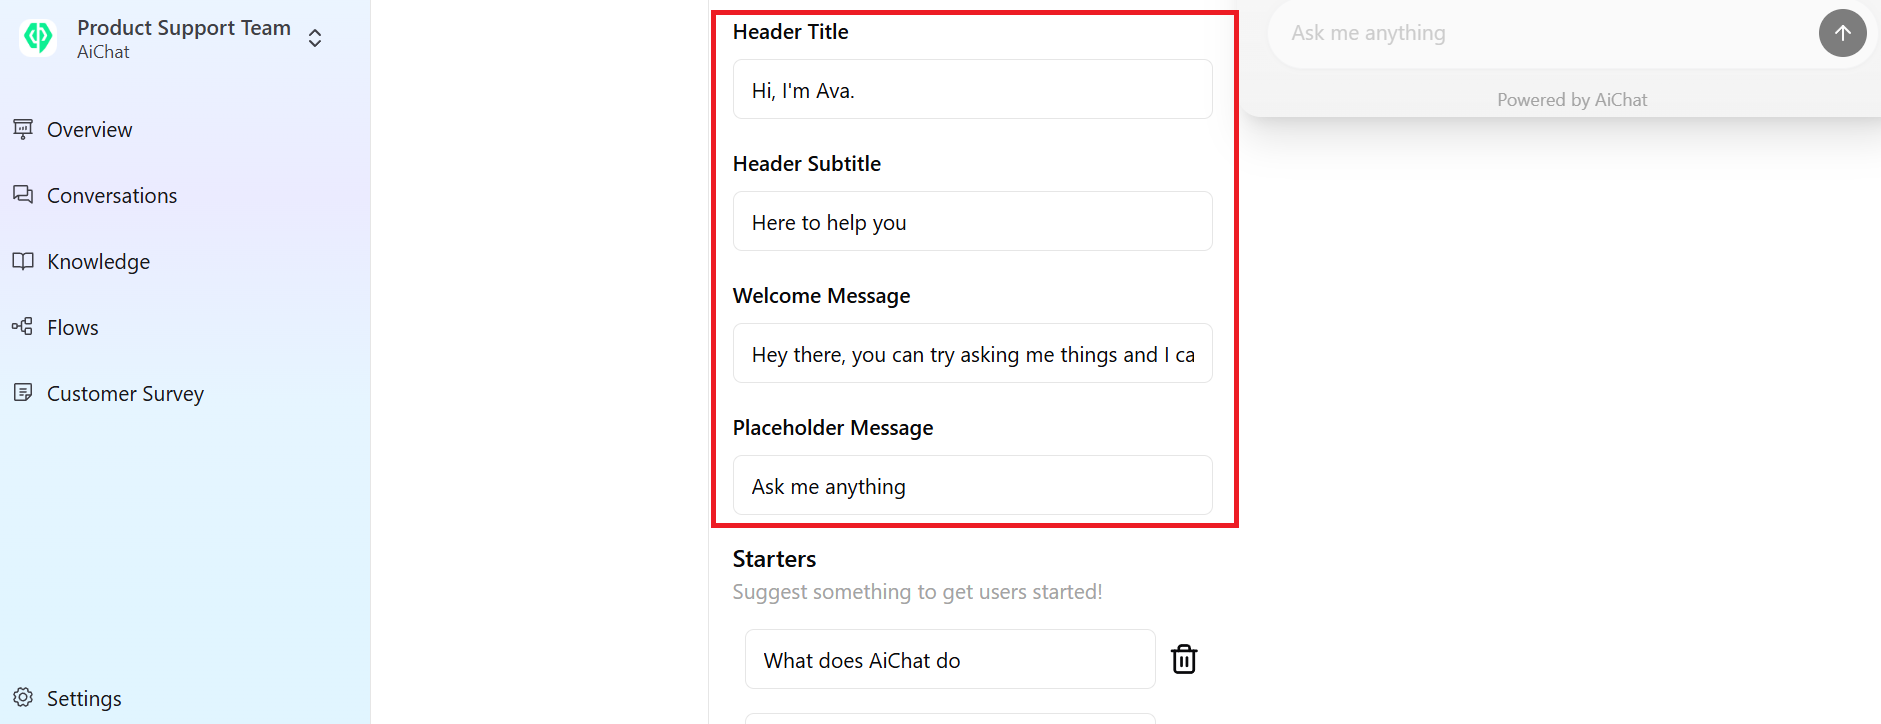 Product Support Team
AiChat
Overview
Conversations
Knowledge
Flows
Customer Survey
Settings
Header Title
Hi, I'm Ava.
Header Subtitle
Here to help you
Welcome Message
Hey there, you can try asking me things and I ca
Placeholder Message
Ask me anything
Starters
Suggest something to get users started!
What does AiChat do
Ask me anything
Powered by AiChat